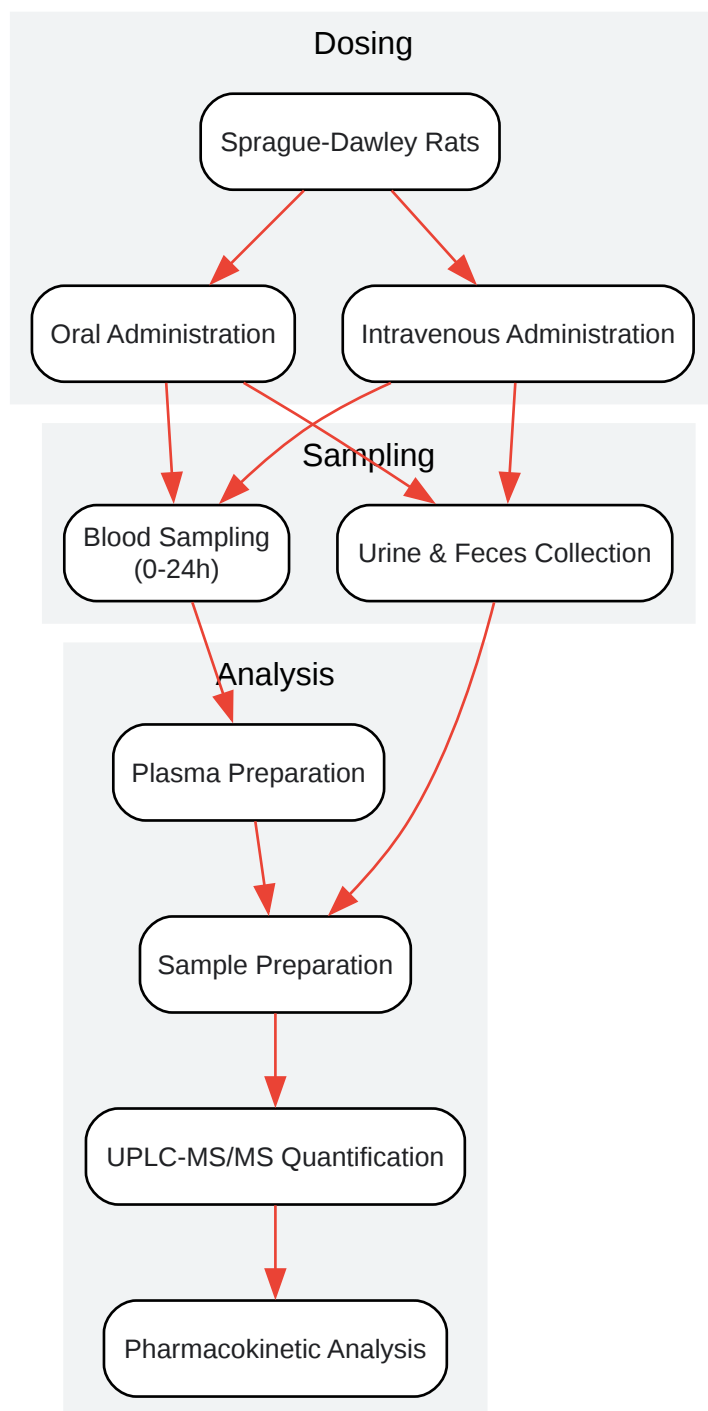 Dosing
Sprague-Dawley Rats
Oral Administration
Intravenous Administration
Sampling
Blood Sampling
(0-24h)
Urine & Feces Collection
Analysis
Plasma Preparation
Sample Preparation
UPLC-MS/MS Quantification
Pharmacokinetic Analysis